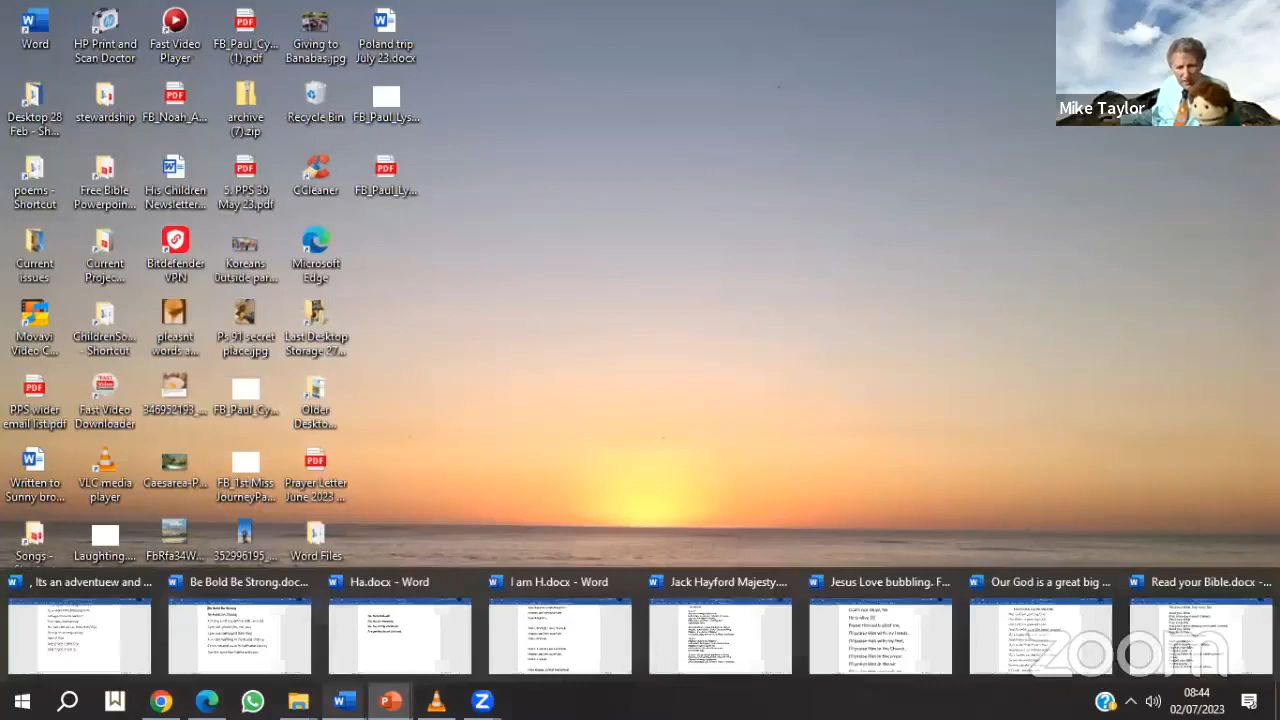 Word
HP Print and
Scan Doctor
Fast Video
Player
FB_Paul_Cy...
(1).pdf
Giving to
Banabas.jpg
Poland trip
July 23.docx
Mike Taylor
Desktop 28
Feb - Sh...
stewardship
FB_Noah_A...
archive
(7).zip
Recycle Bin
FB_Paul_Lys...
poems -
Shortcut
Free Bible
Powerpoin...
His Children
Newsletter...
5. PPS 30
May 23.pdf
CCleaner
FB_Paul_Ly...
Current
issues
Current
Projec...
Bitdefender
VPN
Koreans
0utside par...
Microsoft
Edge
Movavi
Video C...
ChildrenSo...
- Shortcut
pleasnt
words a...
Ps 91 secret
place.jpg
Last Desktop
Storage 27...
PPS wider
email list.pdf
Fast Video
Downloader
346952193_...
FB_Paul_Cy...
Older
Deskto...
Written to
Sunny bro...
VLC media
player
Caesarea-P...
FB_1st Miss
JourneyPa...
Prayer Letter
June 2023 ...
Songs -
Laughting....
FbRfa34W...
352996195_...
Word Files
, Its an adventuew and ...
Be Bold Be Strong.doc...
Ha.docx - Word
I am H.docx - Word
Jack Hayford Majesty....
Jesus Love bubbling. F...
Our God is a great big ...
Read your Bible.docx -...
zoom
08:44
02/07/2023